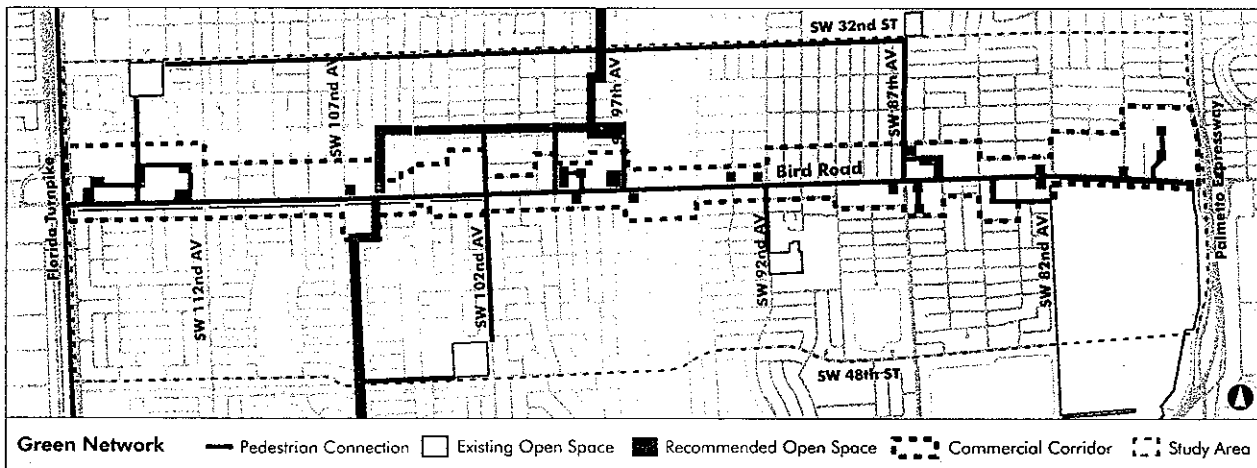 SW 32nd ST
SW 107nd AV
97th AV
SW 87th AV
Bird Road
Florida Turnpike
Palmetto Expressway
SW 112nd AV
SW 102nd AV
SW 92nd AV
SW 82nd AV
SW 48th ST
Green Network Pedestrian Connection Existing Open Space Recommended Open Space Commercial Corridor Study Area